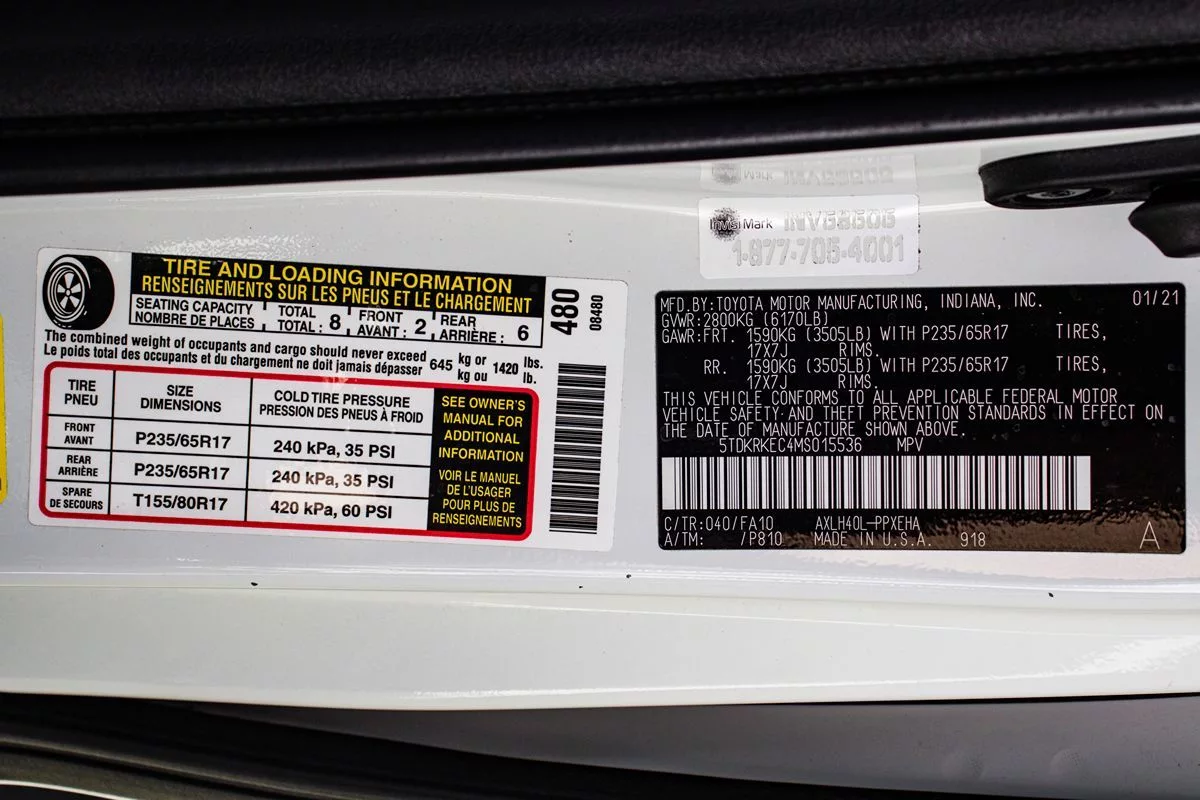 InvisiMark
1-877-705-4001
TIRE AND LOADING INFORMATION
RENSEIGNEMENTS SUR LES PNEUS ET LE CHARGEMENT
SEATING CAPACITY
NOMBRE DE PLACES
TOTAL
TOTAL: 8
FRONT
AVANT: 2
REAR
ARRIÈRE: 6
The combined weight of occupants and cargo should never exceed 645 kg or 1420 lbs.
Le poids total des occupants et du chargement ne doit jamais dépasser kg ou lb.
TIRE
PNEU
SIZE
DIMENSIONS
COLD TIRE PRESSURE
PRESSION DES PNEUS À FROID
FRONT
AVANT
P235/65R17
240 kPa, 35 PSI
REAR
ARRIÈRE
P235/65R17
240 kPa, 35 PSI
SPARE
DE SECOURS
T155/80R17
420 kPa, 60 PSI
SEE OWNER'S
MANUAL FOR
ADDITIONAL
INFORMATION
VOIR LE MANUEL
DE L'USAGER
POUR PLUS DE
RENSEIGNEMENTS
480
08480
MFD.BY:TOYOTA MOTOR MANUFACTURING, INDIANA, INC. 01/21
GVWR:2800KG (6170LB)
GAWR:FRT. 1590KG (3505LB) WITH P235/65R17 TIRES,
17X7J RIMS.
RR. 1590KG (3505LB) WITH P235/65R17 TIRES,
17X7J RIMS.
THIS VEHICLE CONFORMS TO ALL APPLICABLE FEDERAL MOTOR
VEHICLE SAFETY AND THEFT PREVENTION STANDARDS IN EFFECT ON
THE DATE OF MANUFACTURE SHOWN ABOVE.
5TDKRKEC4MS015536 MPV
C/TR:040/FA10 AXLH40L-PPXEHA
A/TM: /P810 MADE IN U.S.A. 918 A